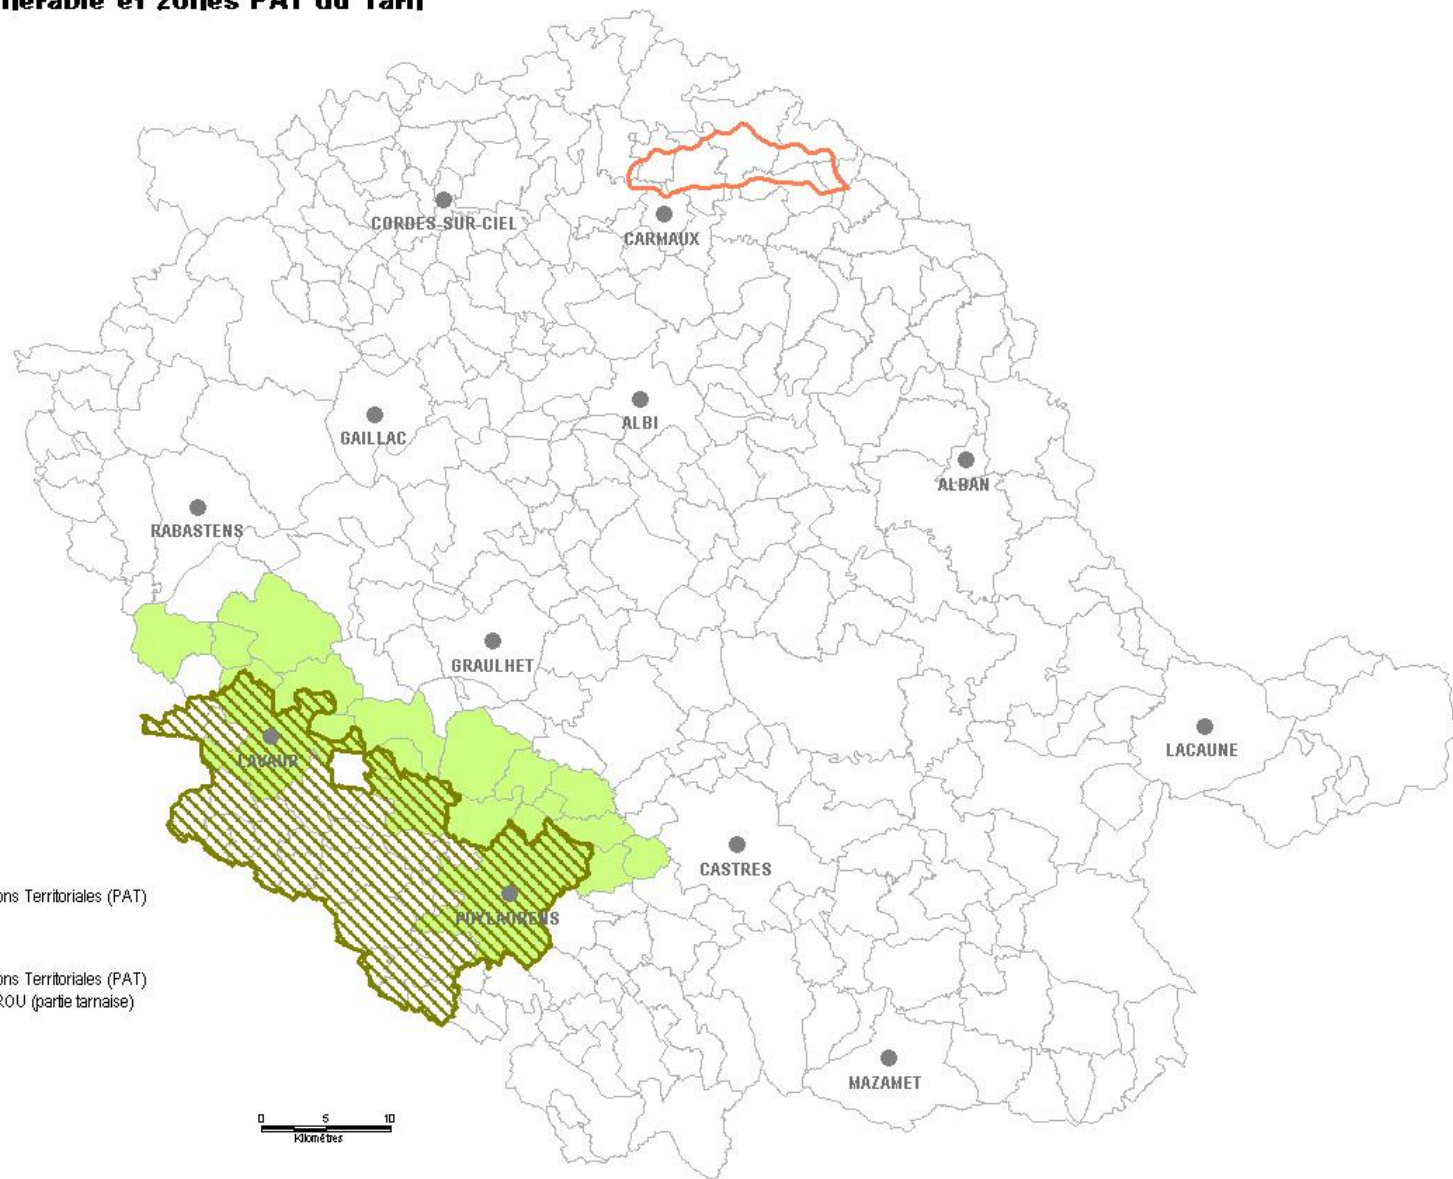 et zones PAT du Tarn
CORDES-SUR-CIEL
CARMAUX
GAILLAC
ALBI
ALBAN
RABASTENS
GRAULHET
LAVAUR
LACAUNE
CASTRES
ons Territoriales (PAT)
PUYLAURENS
ons Territoriales (PAT)
ROU (partie tarnaise)
MAZAMET
0 5 10
Kilomètres